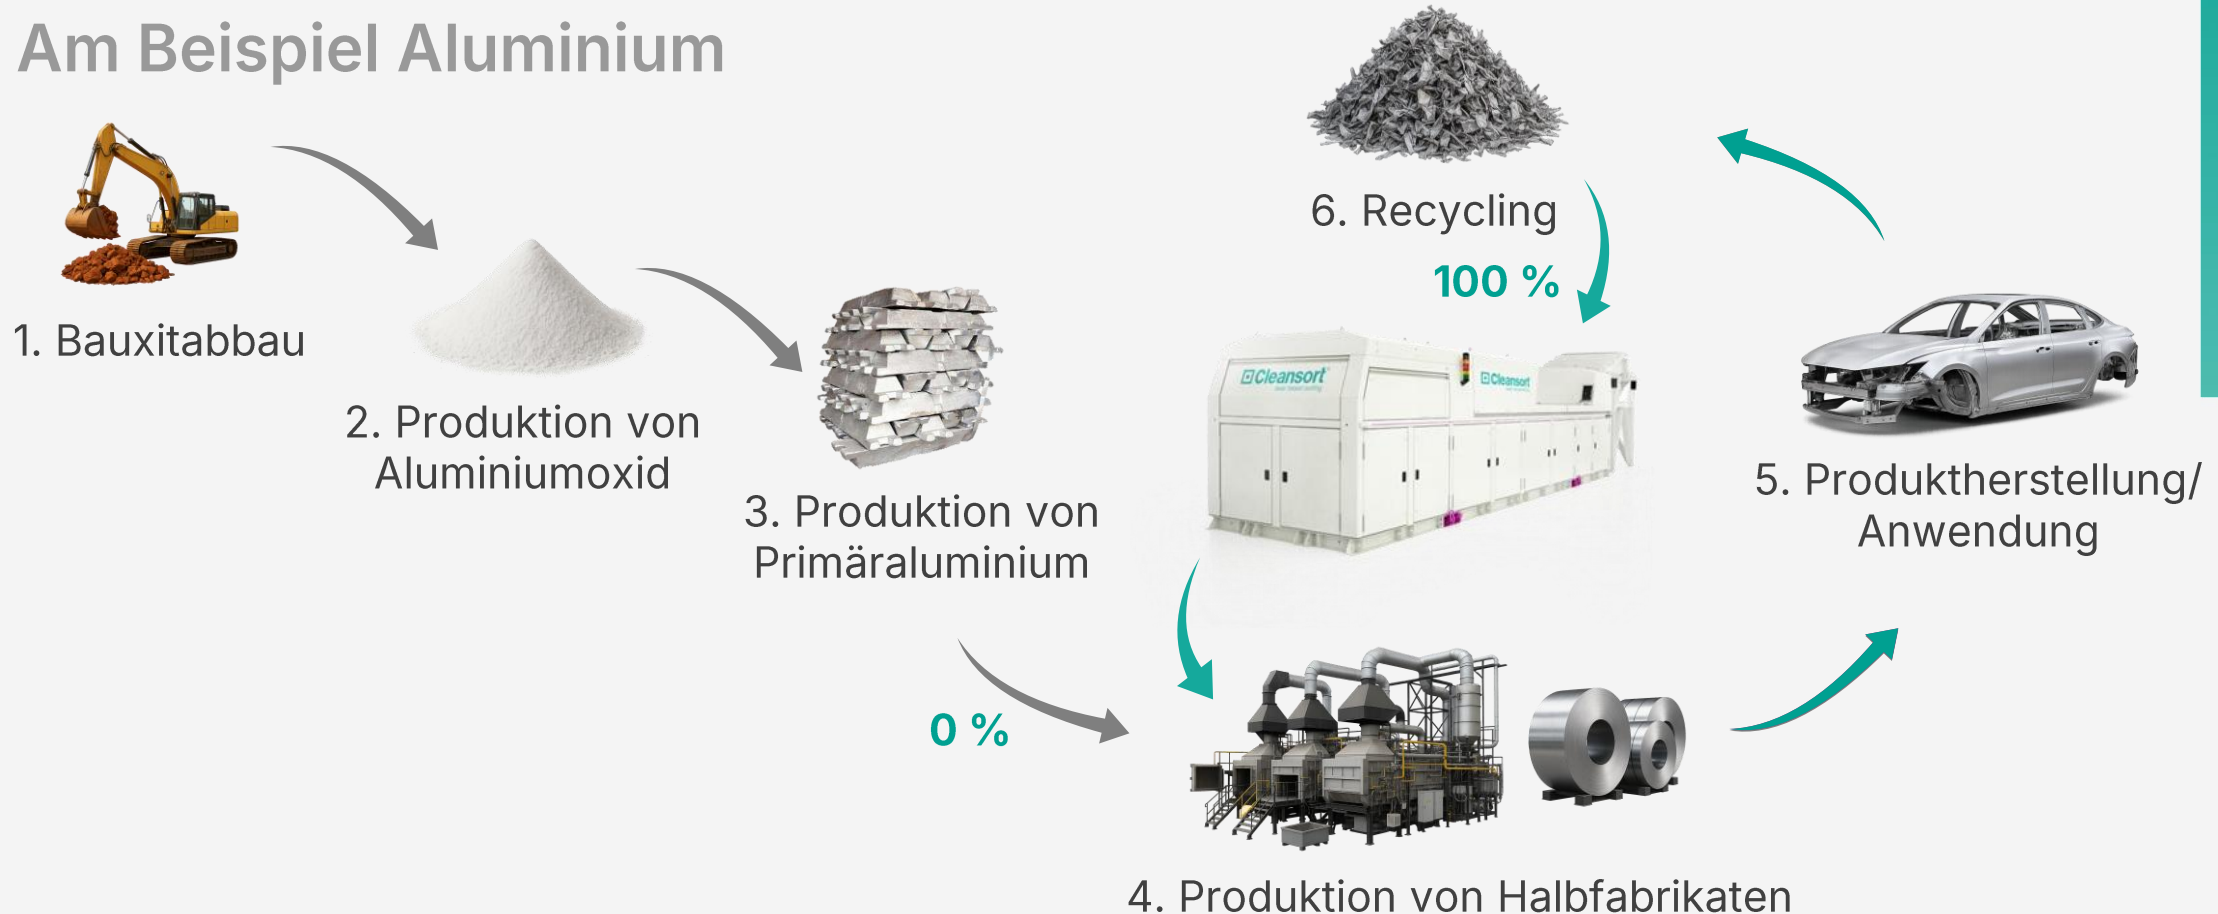 Am Beispiel Aluminium
1. Bauxitabbau
2. Produktion von
Aluminiumoxid
3. Produktion von
Primäraluminium
0 %
6. Recycling
100 %
Cleansort
Cleansort
5. Produktherstellung/
Anwendung
4. Produktion von Halbfabrikaten